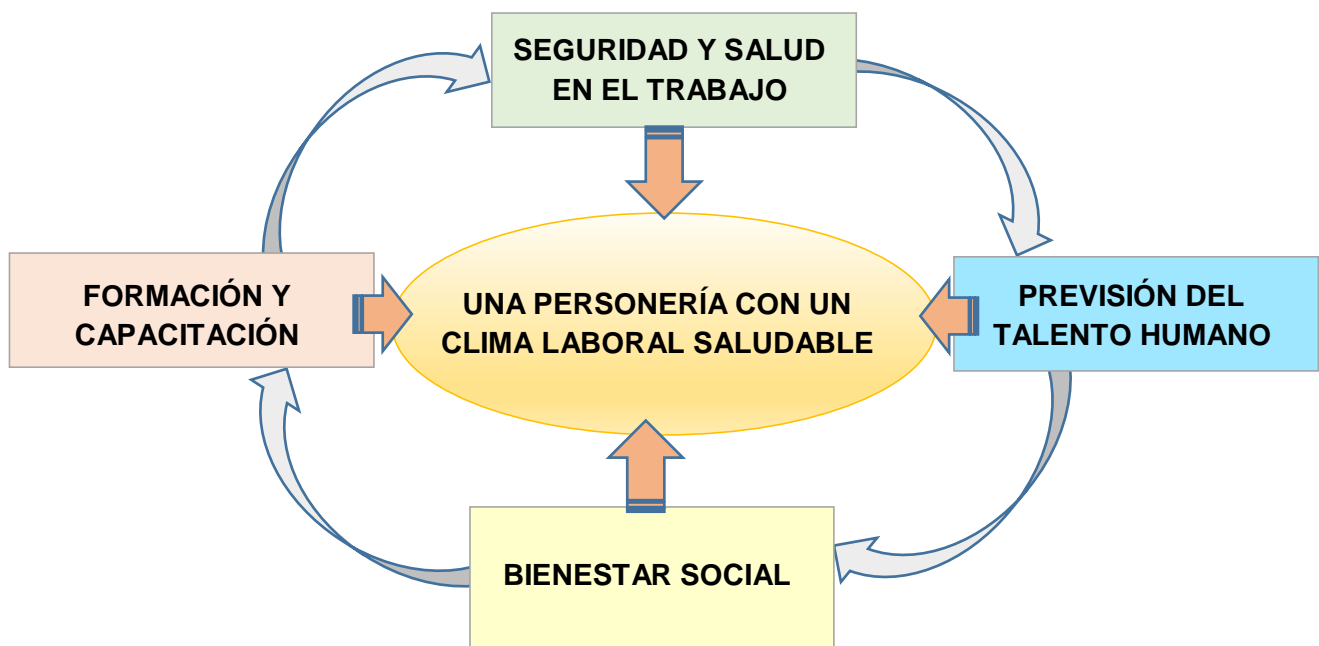 SEGURIDAD Y SALUD
EN EL TRABAJO
FORMACIÓN Y
CAPACITACIÓN
UNA PERSONERÍA CON UN
CLIMA LABORAL SALUDABLE
PREVISIÓN DEL
TALENTO HUMANO
BIENESTAR SOCIAL